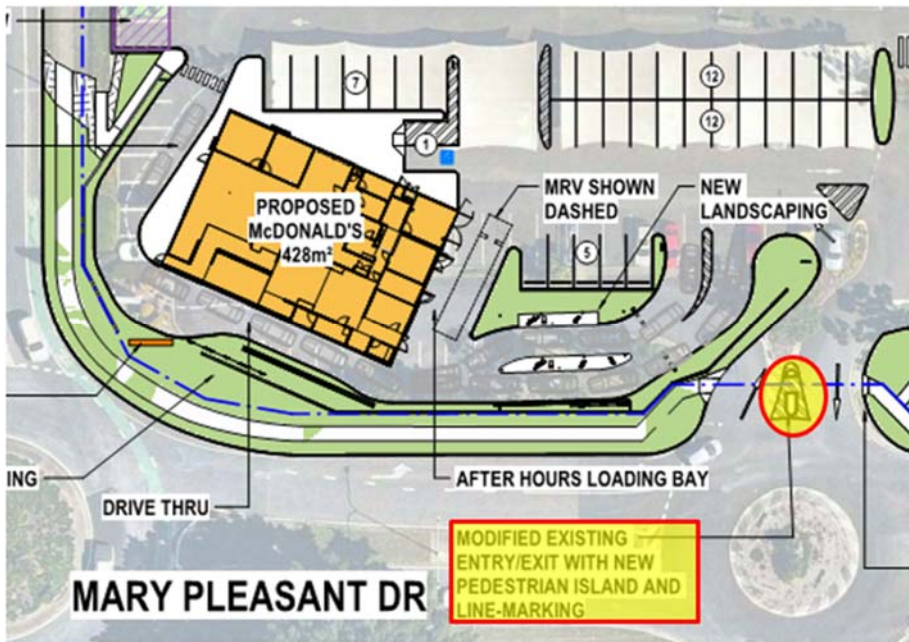 7
12
12
1
PROPOSED
McDONALD'S
428m²
MRV SHOWN
DASHED
NEW
LANDSCAPING
5
ING
DRIVE THRU
AFTER HOURS LOADING BAY
MODIFIED EXISTING
ENTRY/EXIT WITH NEW
PEDESTRIAN ISLAND AND
LINE-MARKING
MARY PLEASANT DR